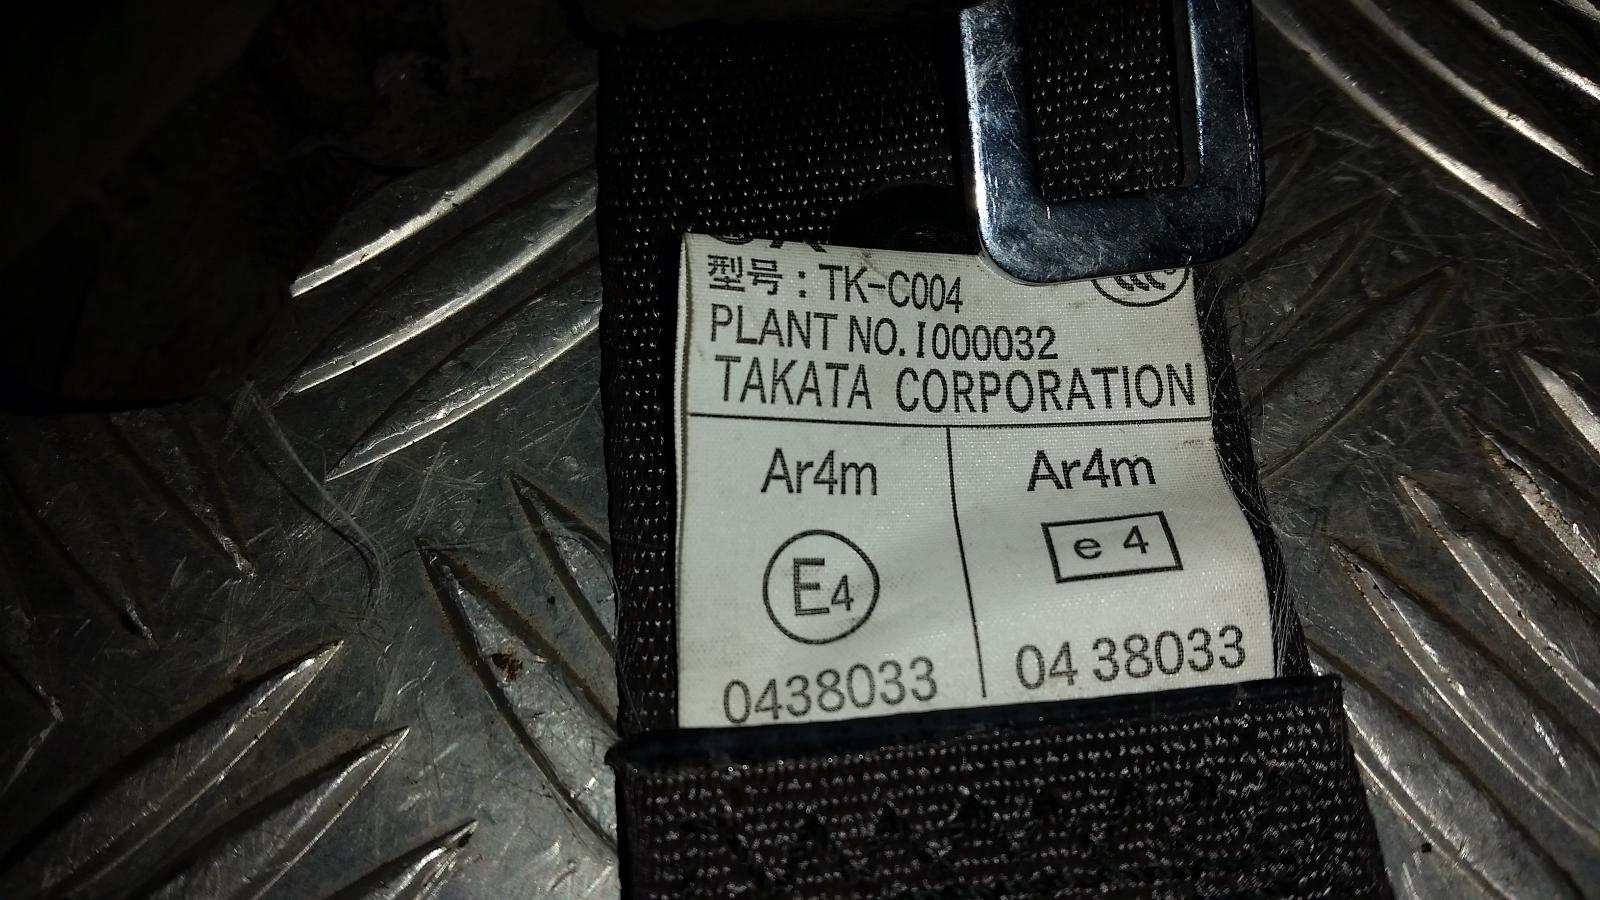 型号：TK-C004
PLANT NO. I000032
TAKATA CORPORATION
Ar4m
E4
0438033
Ar4m
e 4
04 38033